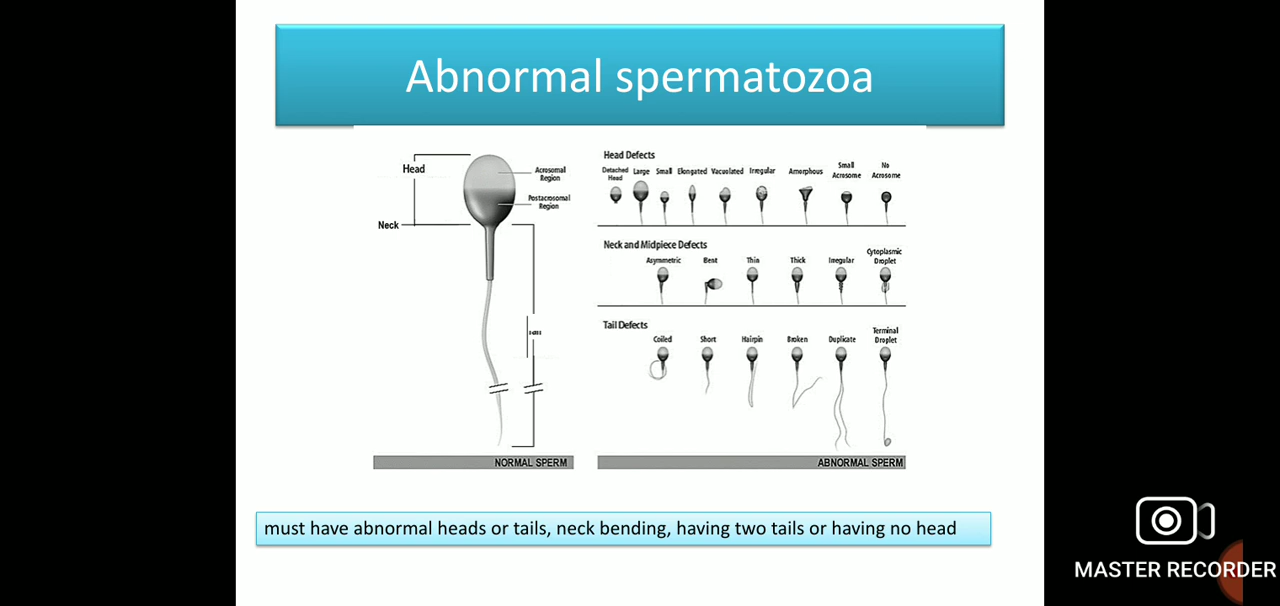 Abnormal spermatozoa
Head
Acrosomal
Region
Postacrosomal
Region
Neck
NORMAL SPERM
Head Defects
Detached Head Large Small Elongated Vacuolated Irregular Amorphous Small Acrosome No Acrosome
Neck and Midpiece Defects
Asymmetric Bent Thin Thick Irregular Cytoplasmic Droplet
Tail Defects
Coiled Short Hairpin Broken Duplicate Terminal Droplet
ABNORMAL SPERM
must have abnormal heads or tails, neck bending, having two tails or having no head
MASTER RECORDER